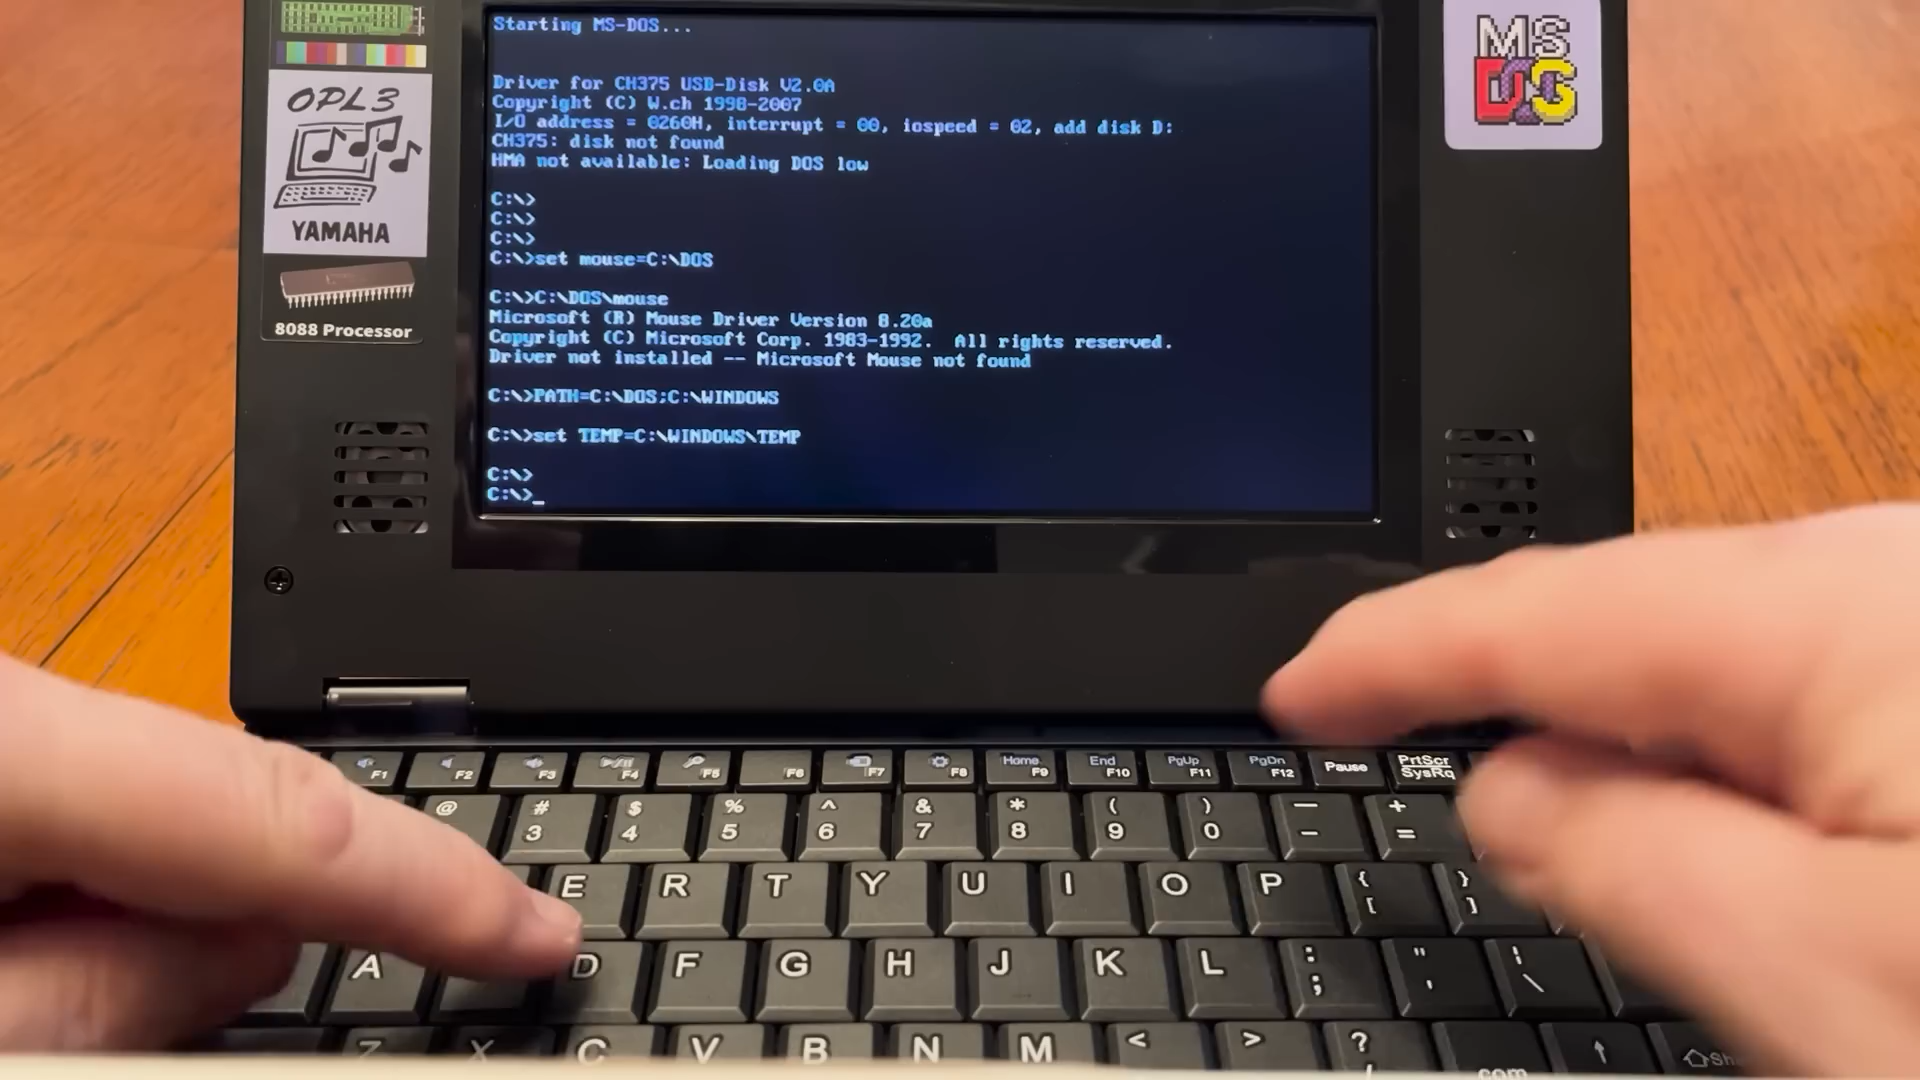 Starting MS-DOS...
Driver for CH375 USB-Disk V2.0A
Copyright (C) W.ch 1998-2007
I/O address = 0260H, interrupt = 00, iospeed = 02, add disk D:
CH375: disk not found
HMA not available: Loading DOS low
C:\>
C:\>
C:\>
C:\>set mouse=C:\DOS
C:\>C:\DOS\mouse
Microsoft (R) Mouse Driver Version 8.20a
Copyright (C) Microsoft Corp. 1983-1992.  All rights reserved.
Driver not installed -- Microsoft Mouse not found
C:\>PATH=C:\DOS;C:\WINDOWS
C:\>set TEMP=C:\WINDOWS\TEMP
C:\>
C:\>_
OPL3
YAMAHA
8088 Processor
MS
DOS
F1 F2 F3 F4 F5 F6 F7 F8 Home F9 End F10 PgUp F11 PgDn F12 Pause PrtScr SysRq
@ # 3 $ 4 % 5 ^ 6 & 7 * 8 ( 9 ) 0 — – + =
E R T Y U I O P { [ } ]
A D F G H J K L : ; " ' ¦ \
Z X C V B N M < > ? / .com ↑